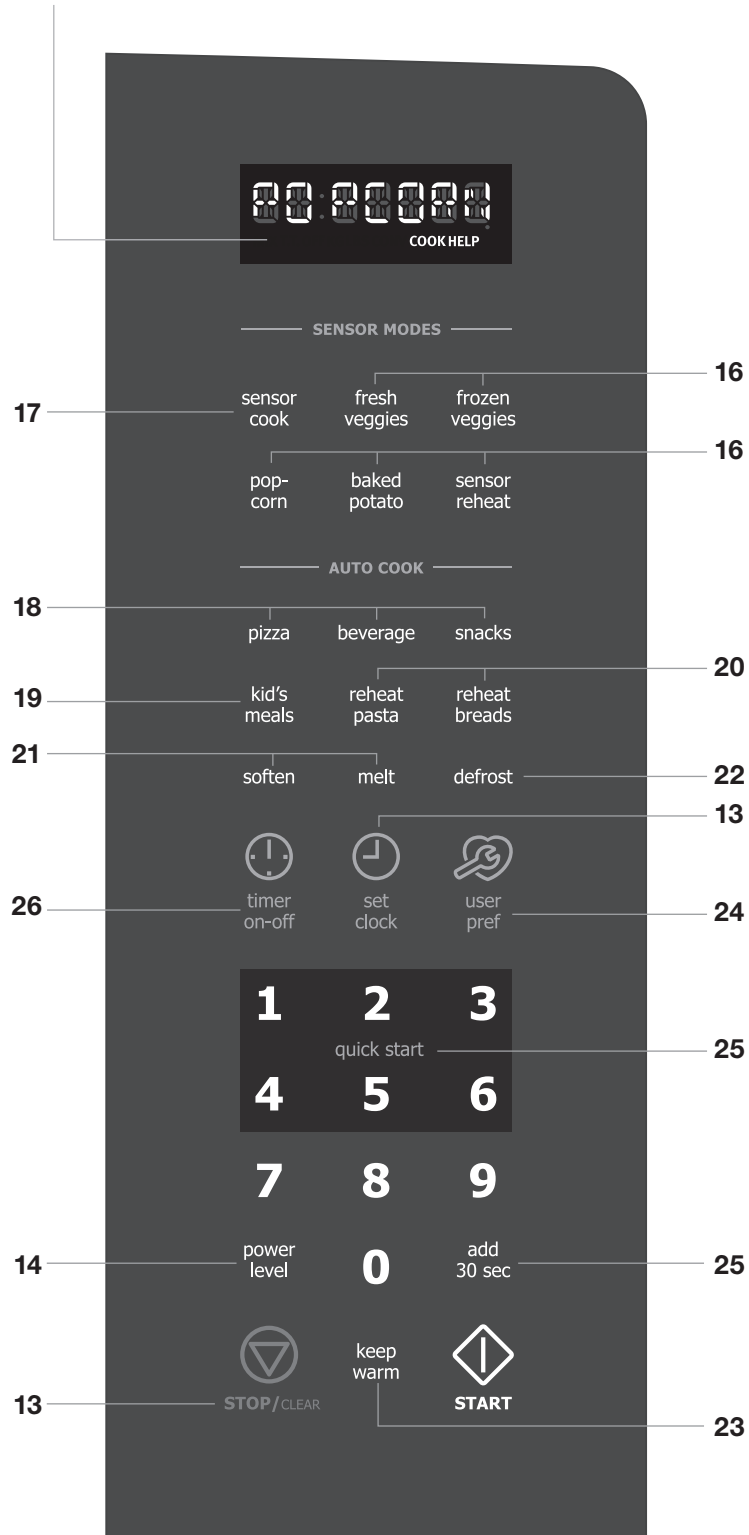 POPCORN
COOK HELP
SENSOR MODES
16
17
sensor
cook
fresh
veggies
frozen
veggies
16
pop-
corn
baked
potato
sensor
reheat
AUTO COOK
18
pizza
beverage
snacks
20
19
kid's
meals
reheat
pasta
reheat
breads
21
soften
melt
defrost
22
13
26
timer
on-off
set
clock
user
pref
24
1 2 3
quick start
25
4 5 6
7 8 9
14
power
level
0
add
30 sec
25
keep
warm
13
STOP/CLEAR
START
23